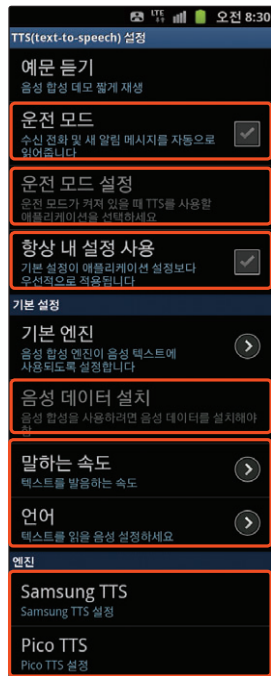 LTE 오전 8:30
TTS(text-to-speech) 설정
예문 듣기
음성 합성 데모 짧게 재생
운전 모드
수신 전화 및 새 알림 메시지를 자동으로
읽어줍니다
운전 모드 설정
운전 모드가 켜져 있을 때 TTS를 사용할
애플리케이션을 선택하세요
항상 내 설정 사용
기본 설정이 애플리케이션 설정보다
우선적으로 적용됩니다
기본 설정
기본 엔진
음성 합성 엔진이 음성 텍스트에
사용되도록 설정합니다
음성 데이터 설치
음성 합성을 사용하려면 음성 데이터를 설치해야
함
말하는 속도
텍스트를 발음하는 속도
언어
텍스트를 읽을 음성 설정하세요
엔진
Samsung TTS
Samsung TTS 설정
Pico TTS
Pico TTS 설정